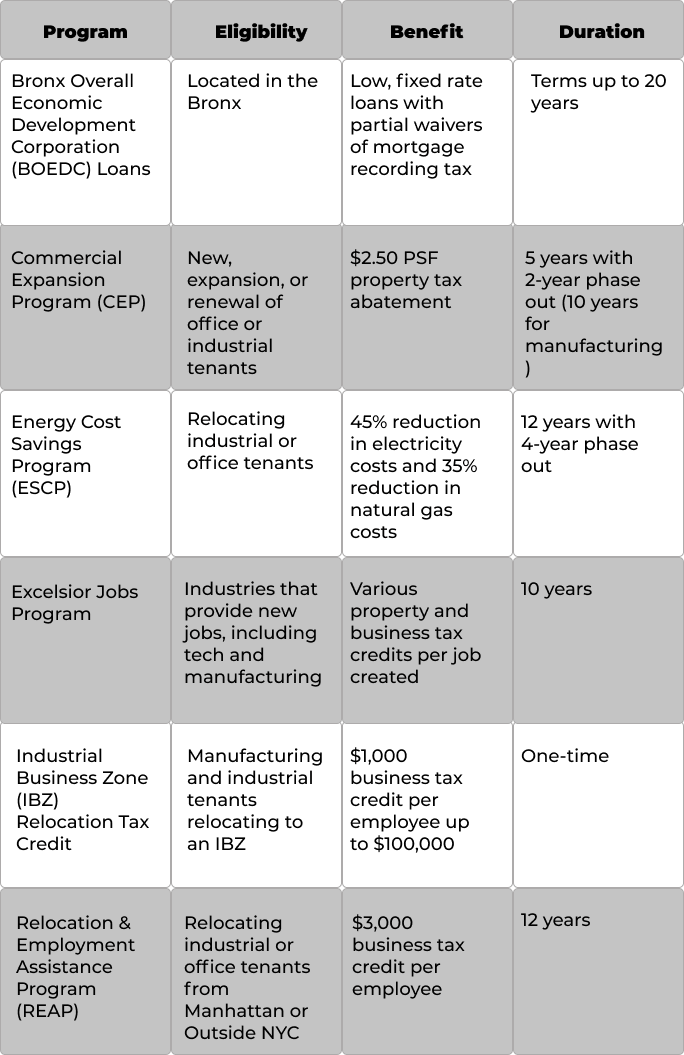 Program
Eligibility
Benefit
Duration
Bronx Overall
Economic
Development
Corporation
(BOEDC) Loans
Located in the
Bronx
Low, fixed rate
loans with
partial waivers
of mortgage
recording tax
Terms up to 20
years
Commercial
Expansion
Program (CEP)
New,
expansion, or
renewal of
office or
industrial
tenants
$2.50 PSF
property tax
abatement
5 years with
2-year phase
out (10 years
for
manufacturing
)
Energy Cost
Savings
Program
(ESCP)
Relocating
industrial or
office tenants
45% reduction
in electricity
costs and 35%
reduction in
natural gas
costs
12 years with
4-year phase
out
Excelsior Jobs
Program
Industries that
provide new
jobs, including
tech and
manufacturing
Various
property and
business tax
credits per job
created
10 years
Industrial
Business Zone
(IBZ)
Relocation Tax
Credit
Manufacturing
and industrial
tenants
relocating to
an IBZ
$1,000
business tax
credit per
employee up
to $100,000
One-time
Relocation &
Employment
Assistance
Program
(REAP)
Relocating
industrial or
office tenants
from
Manhattan or
Outside NYC
$3,000
business tax
credit per
employee
12 years